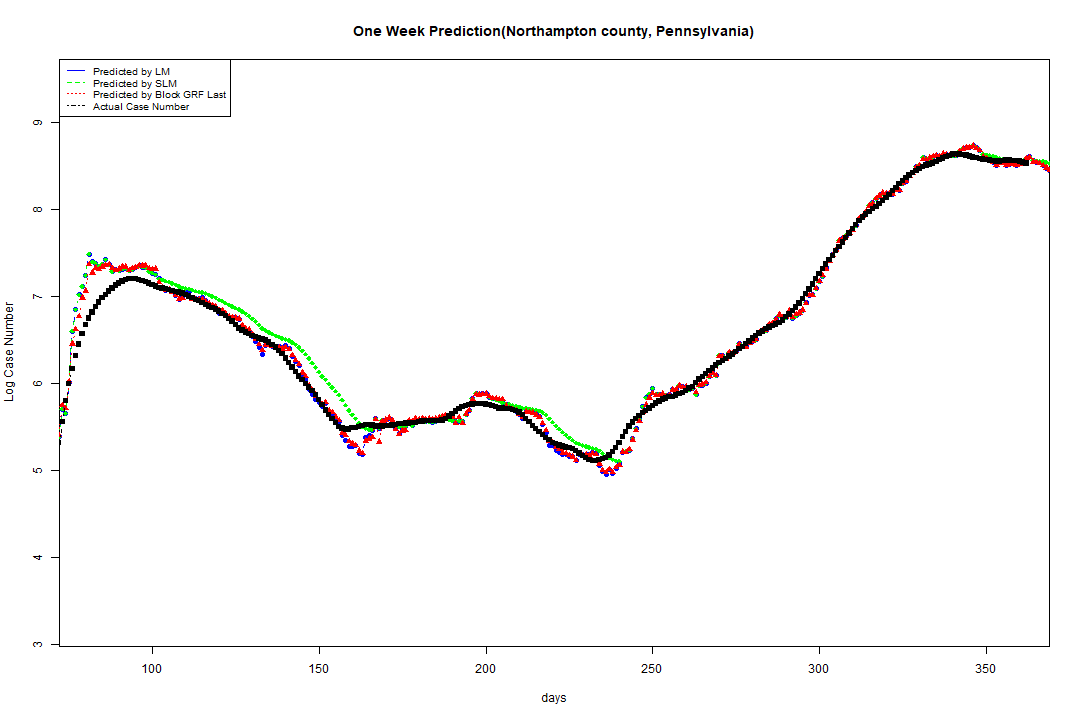 One Week Prediction(Northampton county, Pennsylvania)
Predicted by LM
Predicted by SLM
Predicted by Block GRF Last
Actual Case Number
Log Case Number
9
8
7
6
5
4
3
100 150 200 250 300 350
days